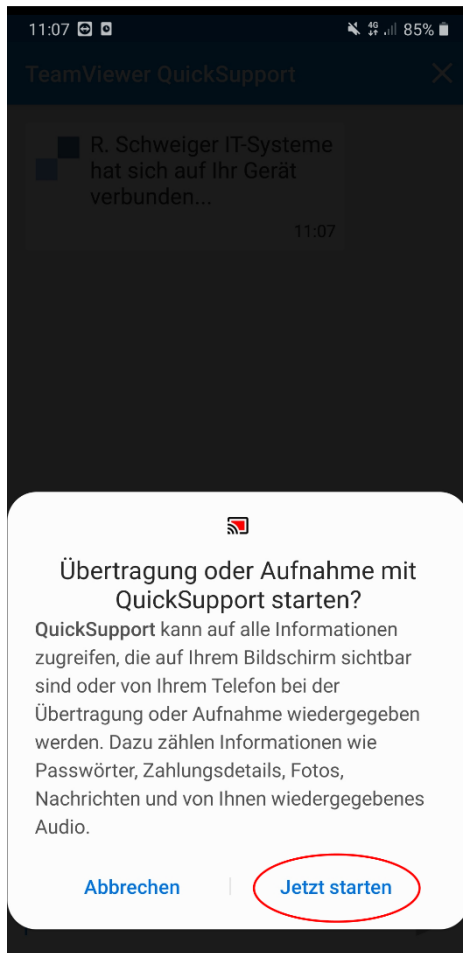 11:07 4G 85%
TeamViewer QuickSupport
R. Schweiger IT-Systeme
hat sich auf Ihr Gerät
verbunden...
11:07
Übertragung oder Aufnahme mit
QuickSupport starten?
QuickSupport kann auf alle Informationen
zugreifen, die auf Ihrem Bildschirm sichtbar
sind oder von Ihrem Telefon bei der
Übertragung oder Aufnahme wiedergegeben
werden. Dazu zählen Informationen wie
Passwörter, Zahlungsdetails, Fotos,
Nachrichten und von Ihnen wiedergegebenes
Audio.
Abbrechen Jetzt starten